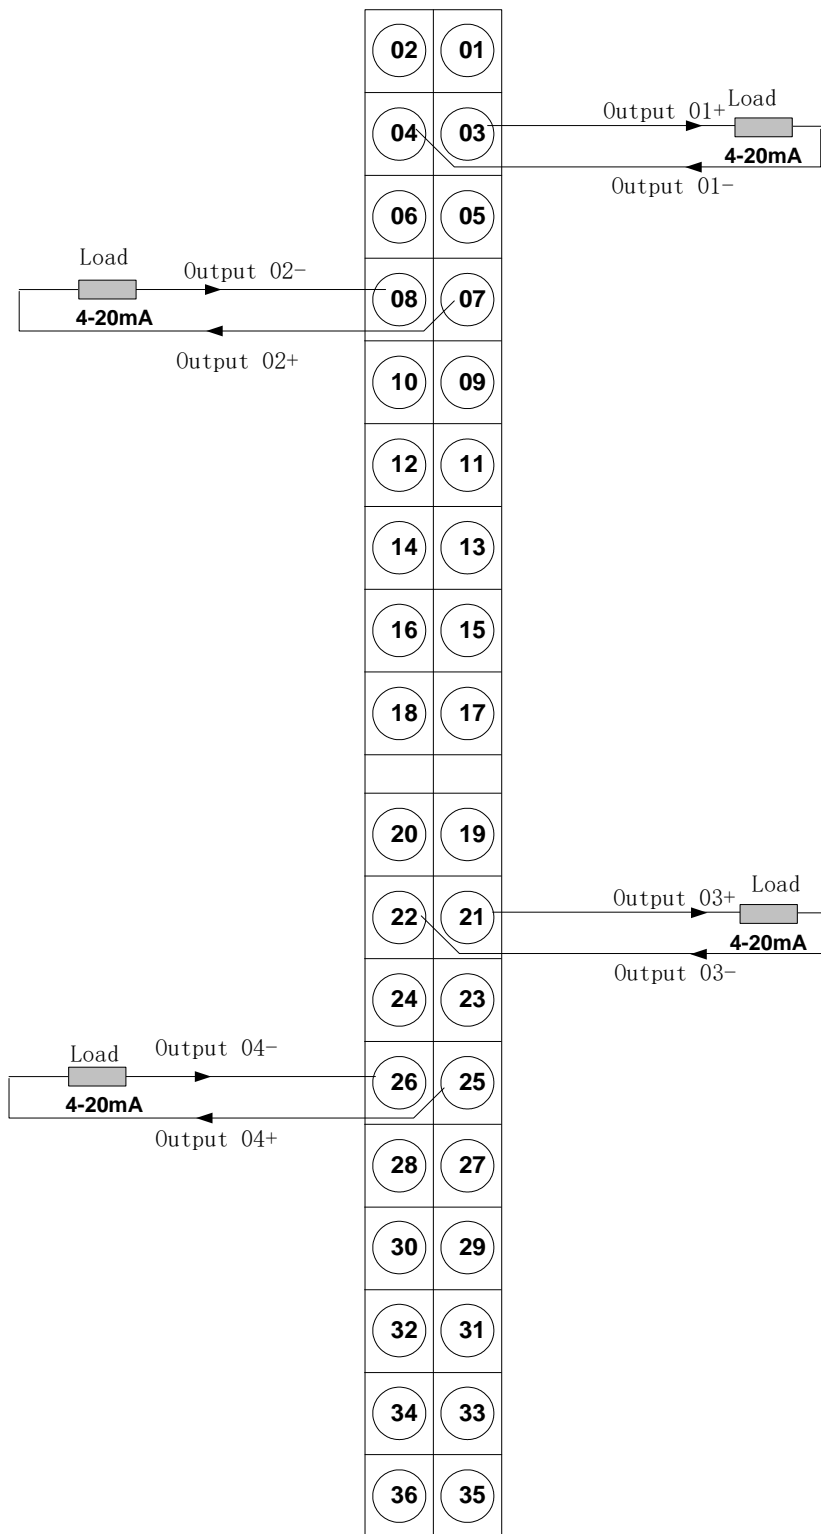 02 01
Output 01+ Load
04 03
4-20mA
Output 01-
06 05
Load
Output 02-
08 07
4-20mA
Output 02+
10 09
12 11
14 13
16 15
18 17
20 19
Load
Output 03+
22 21
4-20mA
Output 03-
24 23
Output 04-
Load
26 25
4-20mA
Output 04+
28 27
30 29
32 31
34 33
36 35